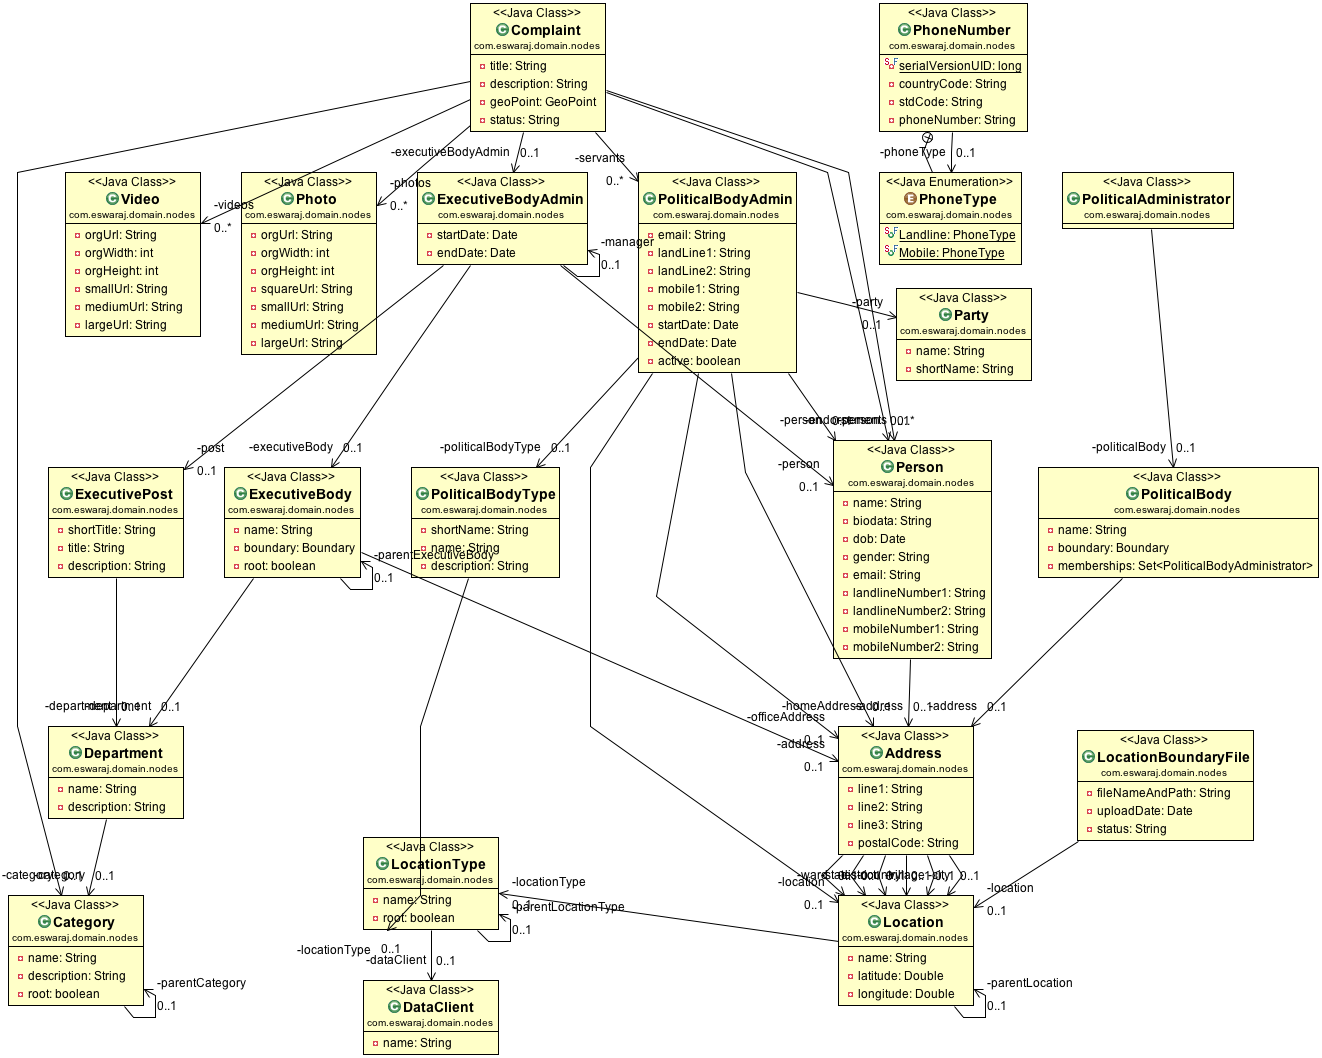 <<Java Class>>
Complaint
com.eswaraj.domain.nodes
title: String
description: String
geoPoint: GeoPoint
status: String
<<Java Class>>
PhoneNumber
com.eswaraj.domain.nodes
serialVersionUID: long
countryCode: String
stdCode: String
phoneNumber: String
-executiveBodyAdmin
0..1
-servants
0..*
-phoneType
0..1
-videos
0..*
-photos
0..*
<<Java Class>>
Video
com.eswaraj.domain.nodes
orgUrl: String
orgWidth: int
orgHeight: int
smallUrl: String
mediumUrl: String
largeUrl: String
<<Java Class>>
Photo
com.eswaraj.domain.nodes
orgUrl: String
orgWidth: int
orgHeight: int
squareUrl: String
smallUrl: String
mediumUrl: String
largeUrl: String
<<Java Class>>
ExecutiveBodyAdmin
com.eswaraj.domain.nodes
startDate: Date
endDate: Date
-manager
0..1
<<Java Class>>
PoliticalBodyAdmin
com.eswaraj.domain.nodes
email: String
landLine1: String
landLine2: String
mobile1: String
mobile2: String
startDate: Date
endDate: Date
active: boolean
<<Java Enumeration>>
PhoneType
com.eswaraj.domain.nodes
Landline: PhoneType
Mobile: PhoneType
<<Java Class>>
PoliticalAdministrator
com.eswaraj.domain.nodes
-party
0..1
<<Java Class>>
Party
com.eswaraj.domain.nodes
name: String
shortName: String
-post
0..1
-executiveBody
0..1
-politicalBodyType
0..1
-person
-person
0..1
-politicalBody
0..1
<<Java Class>>
ExecutivePost
com.eswaraj.domain.nodes
shortTitle: String
title: String
description: String
<<Java Class>>
ExecutiveBody
com.eswaraj.domain.nodes
name: String
boundary: Boundary
root: boolean
-parentExecutiveBody
0..1
<<Java Class>>
PoliticalBodyType
com.eswaraj.domain.nodes
shortName: String
name: String
description: String
<<Java Class>>
Person
com.eswaraj.domain.nodes
name: String
biodata: String
dob: Date
gender: String
email: String
landlineNumber1: String
landlineNumber2: String
mobileNumber1: String
mobileNumber2: String
<<Java Class>>
PoliticalBody
com.eswaraj.domain.nodes
name: String
boundary: Boundary
memberships: Set<PoliticalBodyAdministrator>
-department
0..1
-department
0..1
-homeAddress
0..1
-address
0..1
-address
0..1
-officeAddress
0..1
-address
0..1
<<Java Class>>
Department
com.eswaraj.domain.nodes
name: String
description: String
<<Java Class>>
Address
com.eswaraj.domain.nodes
line1: String
line2: String
line3: String
postalCode: String
<<Java Class>>
LocationBoundaryFile
com.eswaraj.domain.nodes
fileNameAndPath: String
uploadDate: Date
status: String
-category
0..1
-category
0..1
<<Java Class>>
LocationType
com.eswaraj.domain.nodes
name: String
root: boolean
-locationType
0..1
-parentLocationType
0..1
-locationType
0..1
-dataClient
0..1
-location
0..1
-city
0..1
-location
0..1
<<Java Class>>
Category
com.eswaraj.domain.nodes
name: String
description: String
root: boolean
-parentCategory
0..1
<<Java Class>>
Location
com.eswaraj.domain.nodes
name: String
latitude: Double
longitude: Double
-parentLocation
0..1
<<Java Class>>
DataClient
com.eswaraj.domain.nodes
name: String